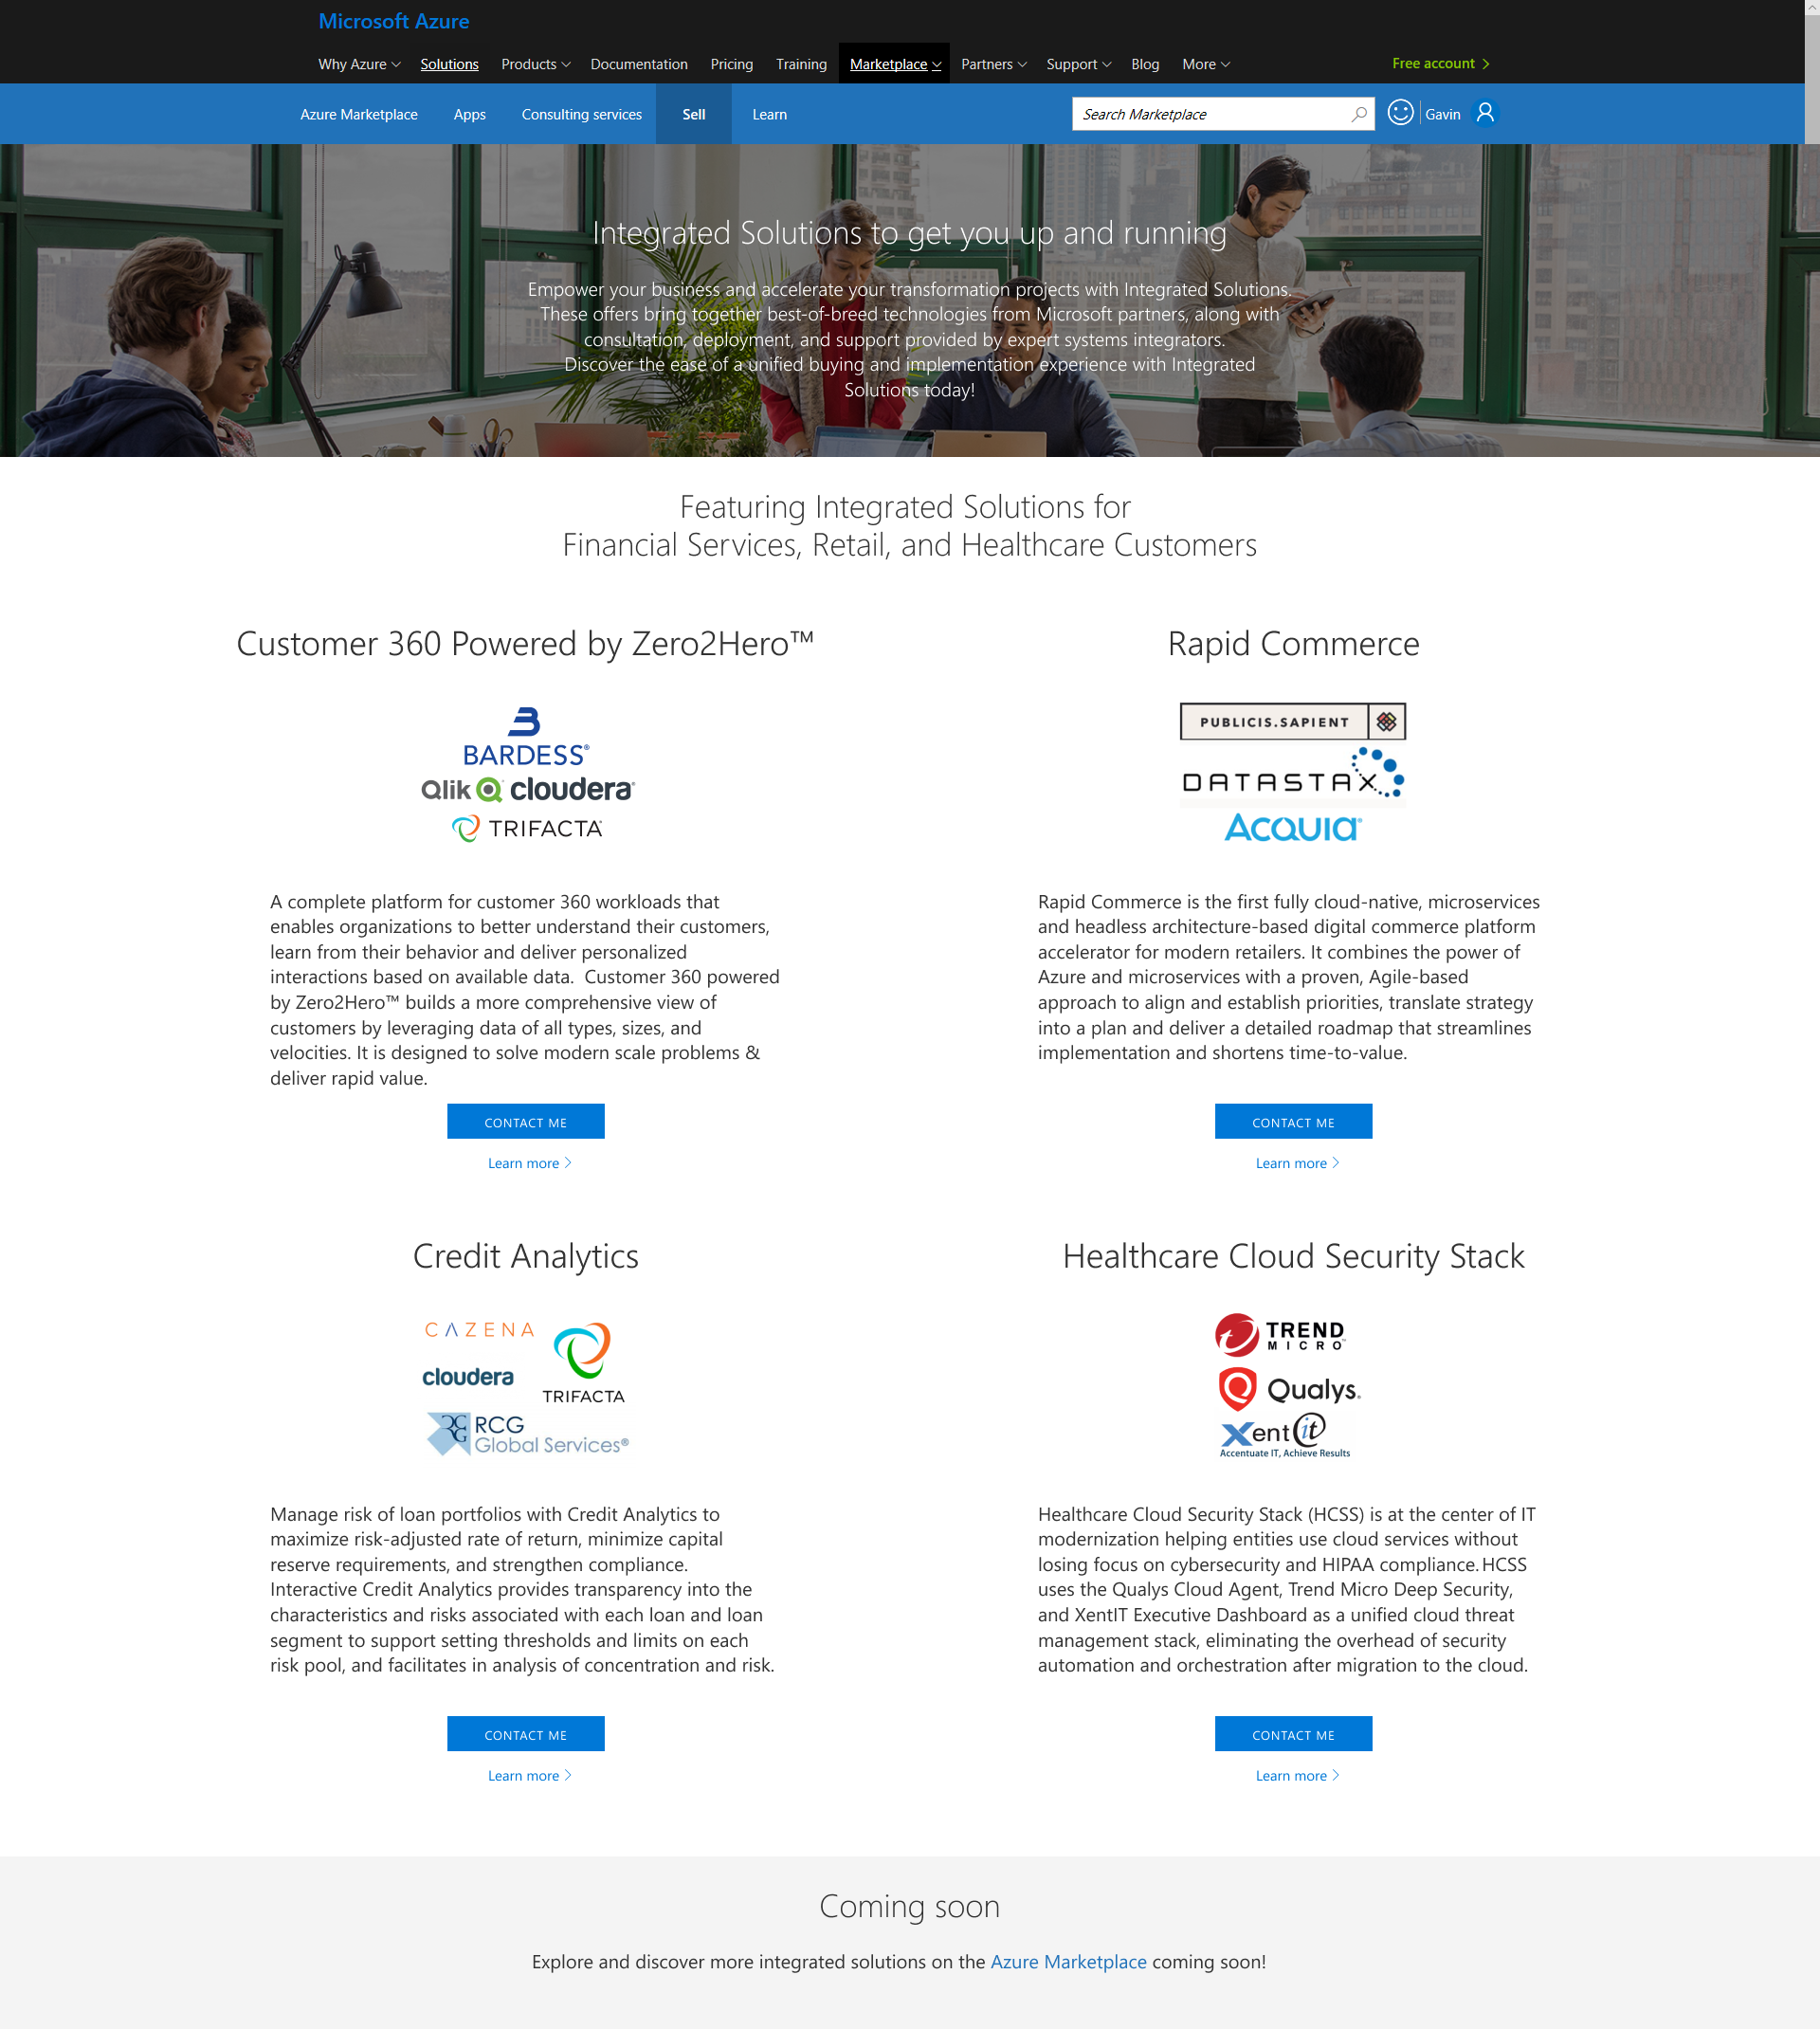 Microsoft Azure
Why Azure Solutions Products Documentation Pricing Training Marketplace Partners Support Blog More Free account
Azure Marketplace Apps Consulting services Sell Learn Search Marketplace Gavin
Integrated Solutions to get you up and running
Empower your business and accelerate your transformation projects with Integrated Solutions.
These offers bring together best-of-breed technologies from Microsoft partners, along with
consultation, deployment, and support provided by expert systems integrators.
Discover the ease of a unified buying and implementation experience with Integrated
Solutions today!
Featuring Integrated Solutions for
Financial Services, Retail, and Healthcare Customers
Customer 360 Powered by Zero2Hero™
BARDESS®
Qlik cloudera
TRIFACTA
A complete platform for customer 360 workloads that
enables organizations to better understand their customers,
learn from their behavior and deliver personalized
interactions based on available data.  Customer 360 powered
by Zero2Hero™ builds a more comprehensive view of
customers by leveraging data of all types, sizes, and
velocities. It is designed to solve modern scale problems &
deliver rapid value.
CONTACT ME
Learn more
Rapid Commerce
PUBLICIS.SAPIENT
DATASTAX
ACQUIA
Rapid Commerce is the first fully cloud-native, microservices
and headless architecture-based digital commerce platform
accelerator for modern retailers. It combines the power of
Azure and microservices with a proven, Agile-based
approach to align and establish priorities, translate strategy
into a plan and deliver a detailed roadmap that streamlines
implementation and shortens time-to-value.
CONTACT ME
Learn more
Credit Analytics
CAZENA
cloudera
TRIFACTA
RCG
Global Services®
Manage risk of loan portfolios with Credit Analytics to
maximize risk-adjusted rate of return, minimize capital
reserve requirements, and strengthen compliance.
Interactive Credit Analytics provides transparency into the
characteristics and risks associated with each loan and loan
segment to support setting thresholds and limits on each
risk pool, and facilitates in analysis of concentration and risk.
CONTACT ME
Learn more
Healthcare Cloud Security Stack
TREND
MICRO™
Qualys.
Xentit
Accentuate IT, Achieve Results
Healthcare Cloud Security Stack (HCSS) is at the center of IT
modernization helping entities use cloud services without
losing focus on cybersecurity and HIPAA compliance. HCSS
uses the Qualys Cloud Agent, Trend Micro Deep Security,
and XentIT Executive Dashboard as a unified cloud threat
management stack, eliminating the overhead of security
automation and orchestration after migration to the cloud.
CONTACT ME
Learn more
Coming soon
Explore and discover more integrated solutions on the Azure Marketplace coming soon!